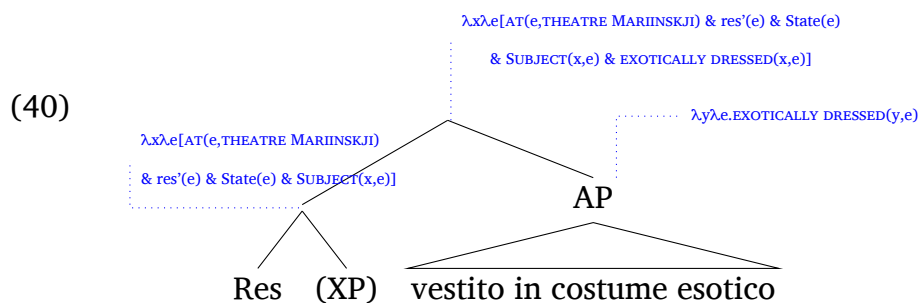 λxλe[AT(e,THEATRE MARIINSKJI) & res'(e) & State(e)
& SUBJECT(x,e) & EXOTICALLY DRESSED(x,e)]
(40)
λyλe.EXOTICALLY DRESSED(y,e)
λxλe[AT(e,THEATRE MARIINSKJI)
& res'(e) & State(e) & SUBJECT(x,e)]
AP
Res (XP) vestito in costume esotico